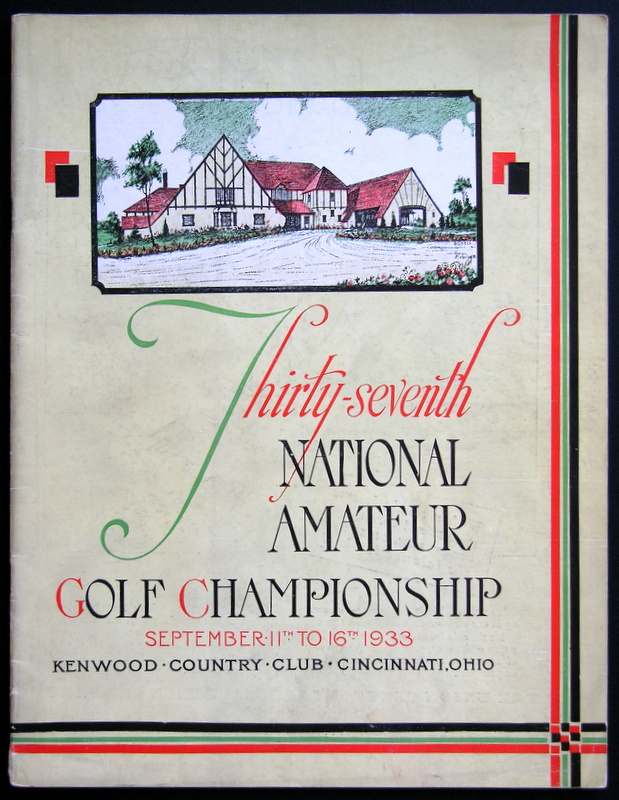 Thirty-seventh
NATIONAL
AMATEUR
GOLF CHAMPIONSHIP
SEPTEMBER·11TH TO 16TH 1933
KENWOOD·COUNTRY·CLUB·CINCINNATI,OHIO